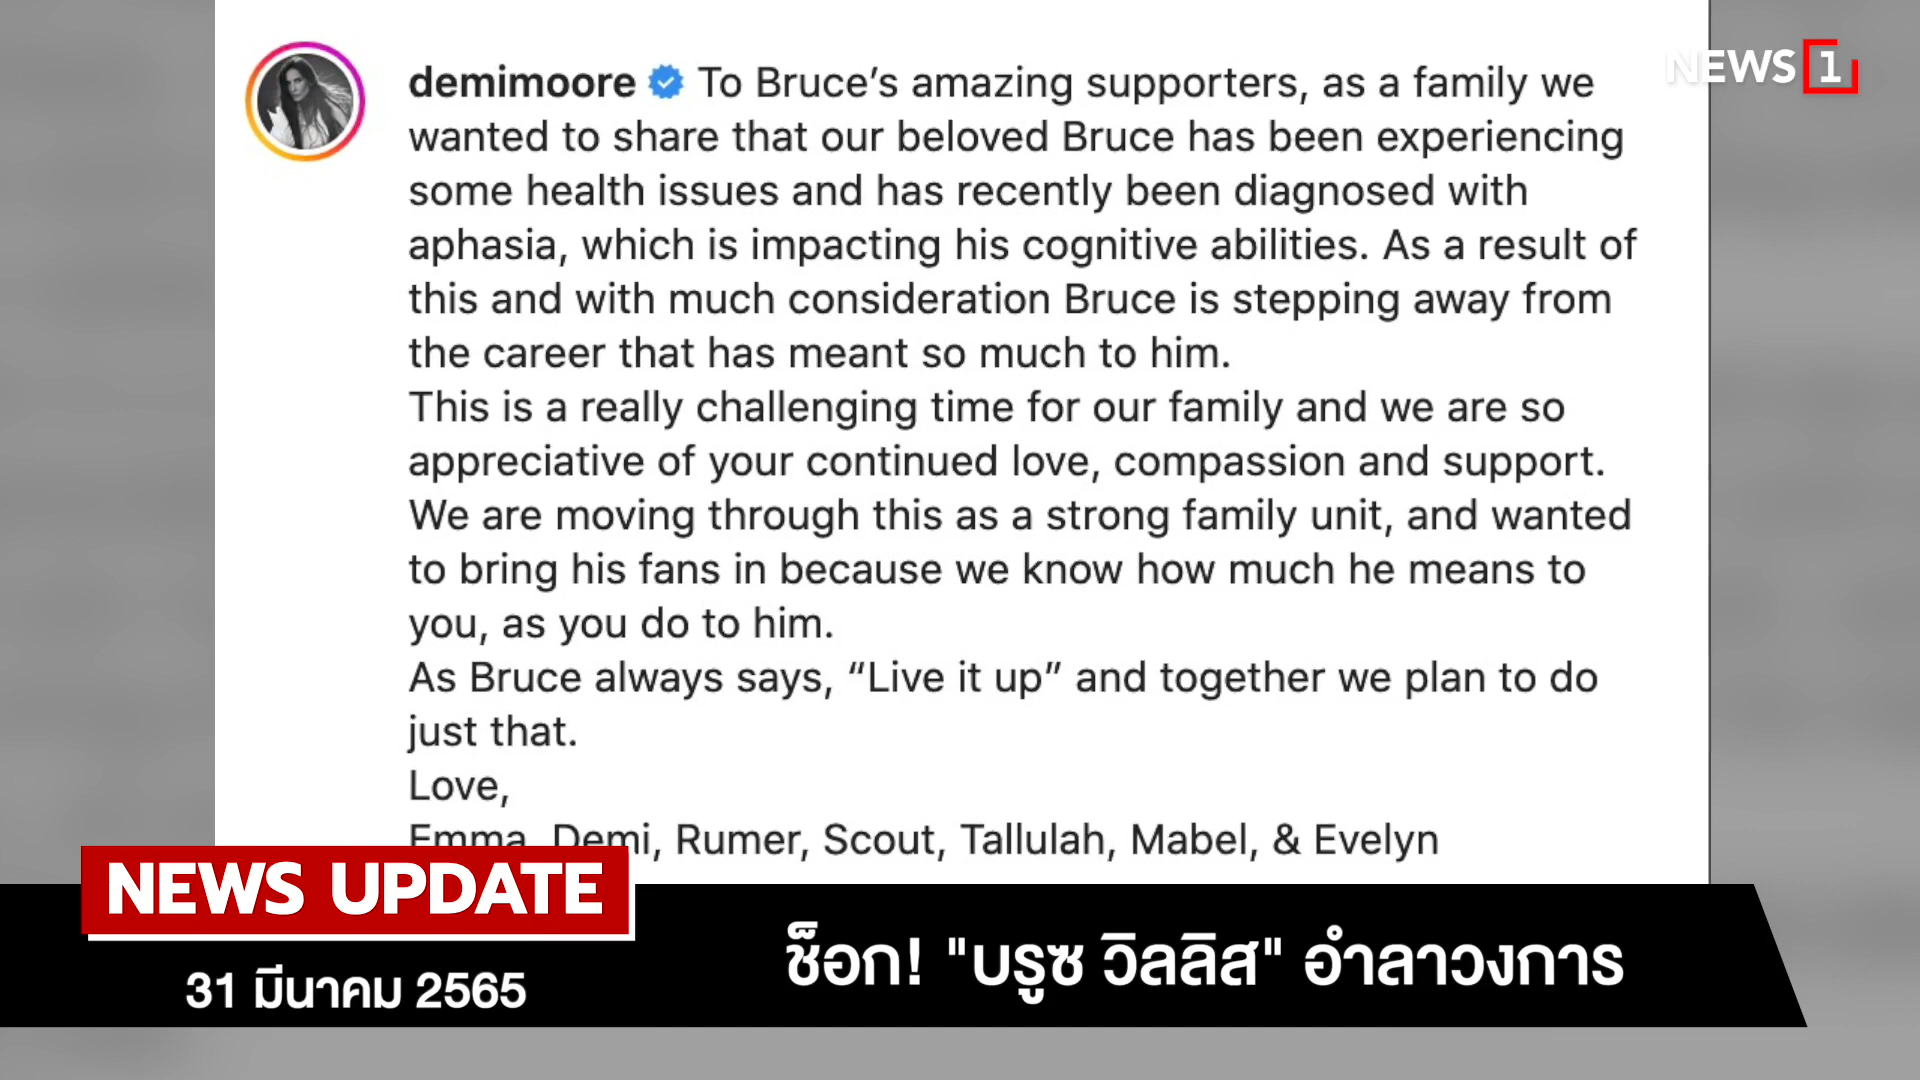 NEWS 1
demimoore To Bruce’s amazing supporters, as a family we
wanted to share that our beloved Bruce has been experiencing
some health issues and has recently been diagnosed with
aphasia, which is impacting his cognitive abilities. As a result of
this and with much consideration Bruce is stepping away from
the career that has meant so much to him.
This is a really challenging time for our family and we are so
appreciative of your continued love, compassion and support.
We are moving through this as a strong family unit, and wanted
to bring his fans in because we know how much he means to
you, as you do to him.
As Bruce always says, “Live it up” and together we plan to do
just that.
Love,
Emma, Demi, Rumer, Scout, Tallulah, Mabel, & Evelyn
NEWS UPDATE
31 มีนาคม 2565
ช็อก! "บรูซ วิลลิส" อำลาวงการ